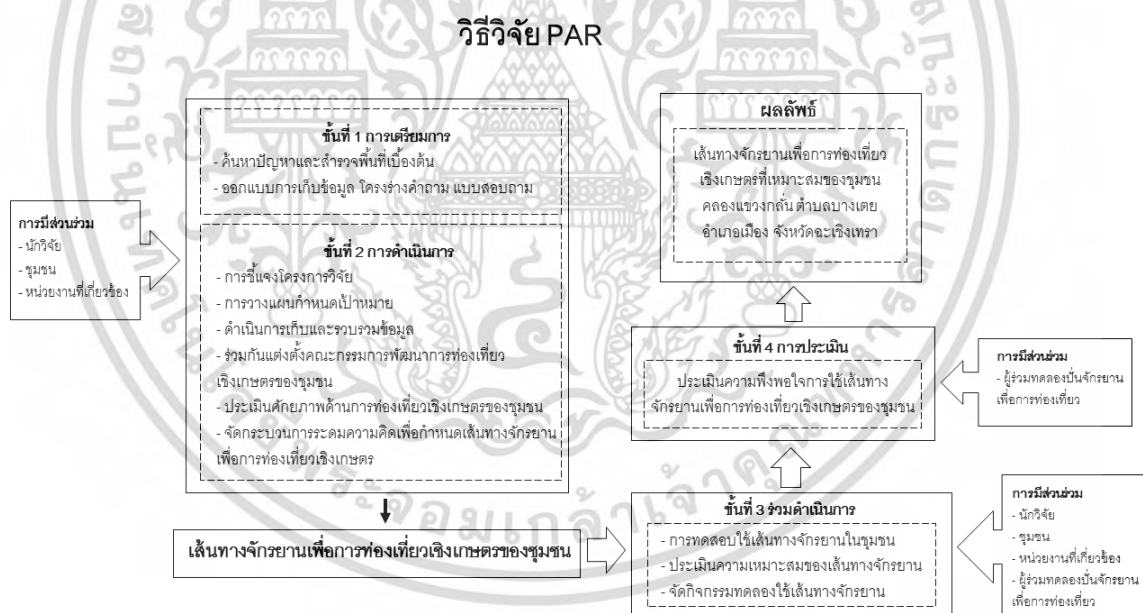 วิธีวิจัย PAR
ขั้นที่ 1 การเตรียมการ
- ค้นหาปัญหาและสำรวจพื้นที่เบื้องต้น
- ออกแบบการเก็บข้อมูล โครงร่างคำถาม แบบสอบถาม
การมีส่วนร่วม
- นักวิจัย
- ชุมชน
- หน่วยงานที่เกี่ยวข้อง
ขั้นที่ 2 การดำเนินการ
- การชี้แจงโครงการวิจัย
- การวางแผนกำหนดเป้าหมาย
- ดำเนินการเก็บและรวบรวมข้อมูล
- ร่วมกันแต่งตั้งคณะกรรมการพัฒนาการท่องเที่ยว
เชิงเกษตรของชุมชน
- ประเมินศักยภาพด้านการท่องเที่ยวเชิงเกษตรของชุมชน
- จัดกระบวนการระดมความคิดเพื่อกำหนดเส้นทางจักรยาน
เพื่อการท่องเที่ยวเชิงเกษตร
เส้นทางจักรยานเพื่อการท่องเที่ยวเชิงเกษตรของชุมชน
ขั้นที่ 3 ร่วมดำเนินการ
- การทดสอบใช้เส้นทางจักรยานในชุมชน
- ประเมินความเหมาะสมของเส้นทางจักรยาน
- จัดกิจกรรมทดลองใช้เส้นทางจักรยาน
การมีส่วนร่วม
- นักวิจัย
- ชุมชน
- หน่วยงานที่เกี่ยวข้อง
- ผู้ร่วมทดลองปั่นจักรยาน
เพื่อการท่องเที่ยว
ขั้นที่ 4 การประเมิน
ประเมินความพึงพอใจการใช้เส้นทาง
จักรยานเพื่อการท่องเที่ยวเชิงเกษตรของชุมชน
การมีส่วนร่วม
- ผู้ร่วมทดลองปั่นจักรยาน
เพื่อการท่องเที่ยว
ผลลัพธ์
เส้นทางจักรยานเพื่อการท่องเที่ยว
เชิงเกษตรที่เหมาะสมของชุมชน
คลองแขวงกลั่น ตำบลบางเตย
อำเภอเมือง จังหวัดฉะเชิงเทรา